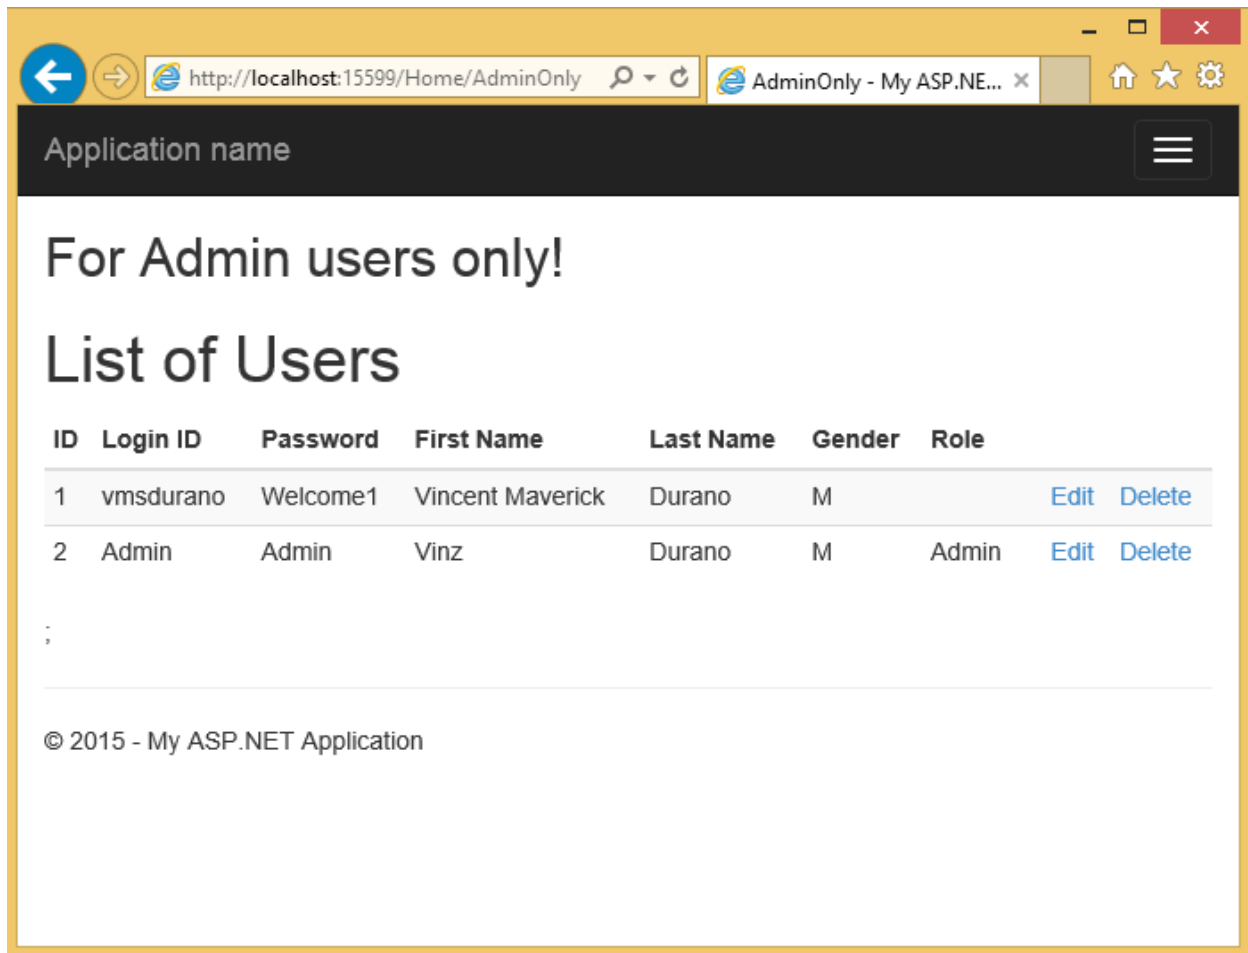 http://localhost:15599/Home/AdminOnly AdminOnly - My ASP.NE...
Application name
For Admin users only!
List of Users
ID Login ID Password First Name Last Name Gender Role
1 vmsdurano Welcome1 Vincent Maverick Durano M Edit Delete
2 Admin Admin Vinz Durano M Admin Edit Delete
;
© 2015 - My ASP.NET Application